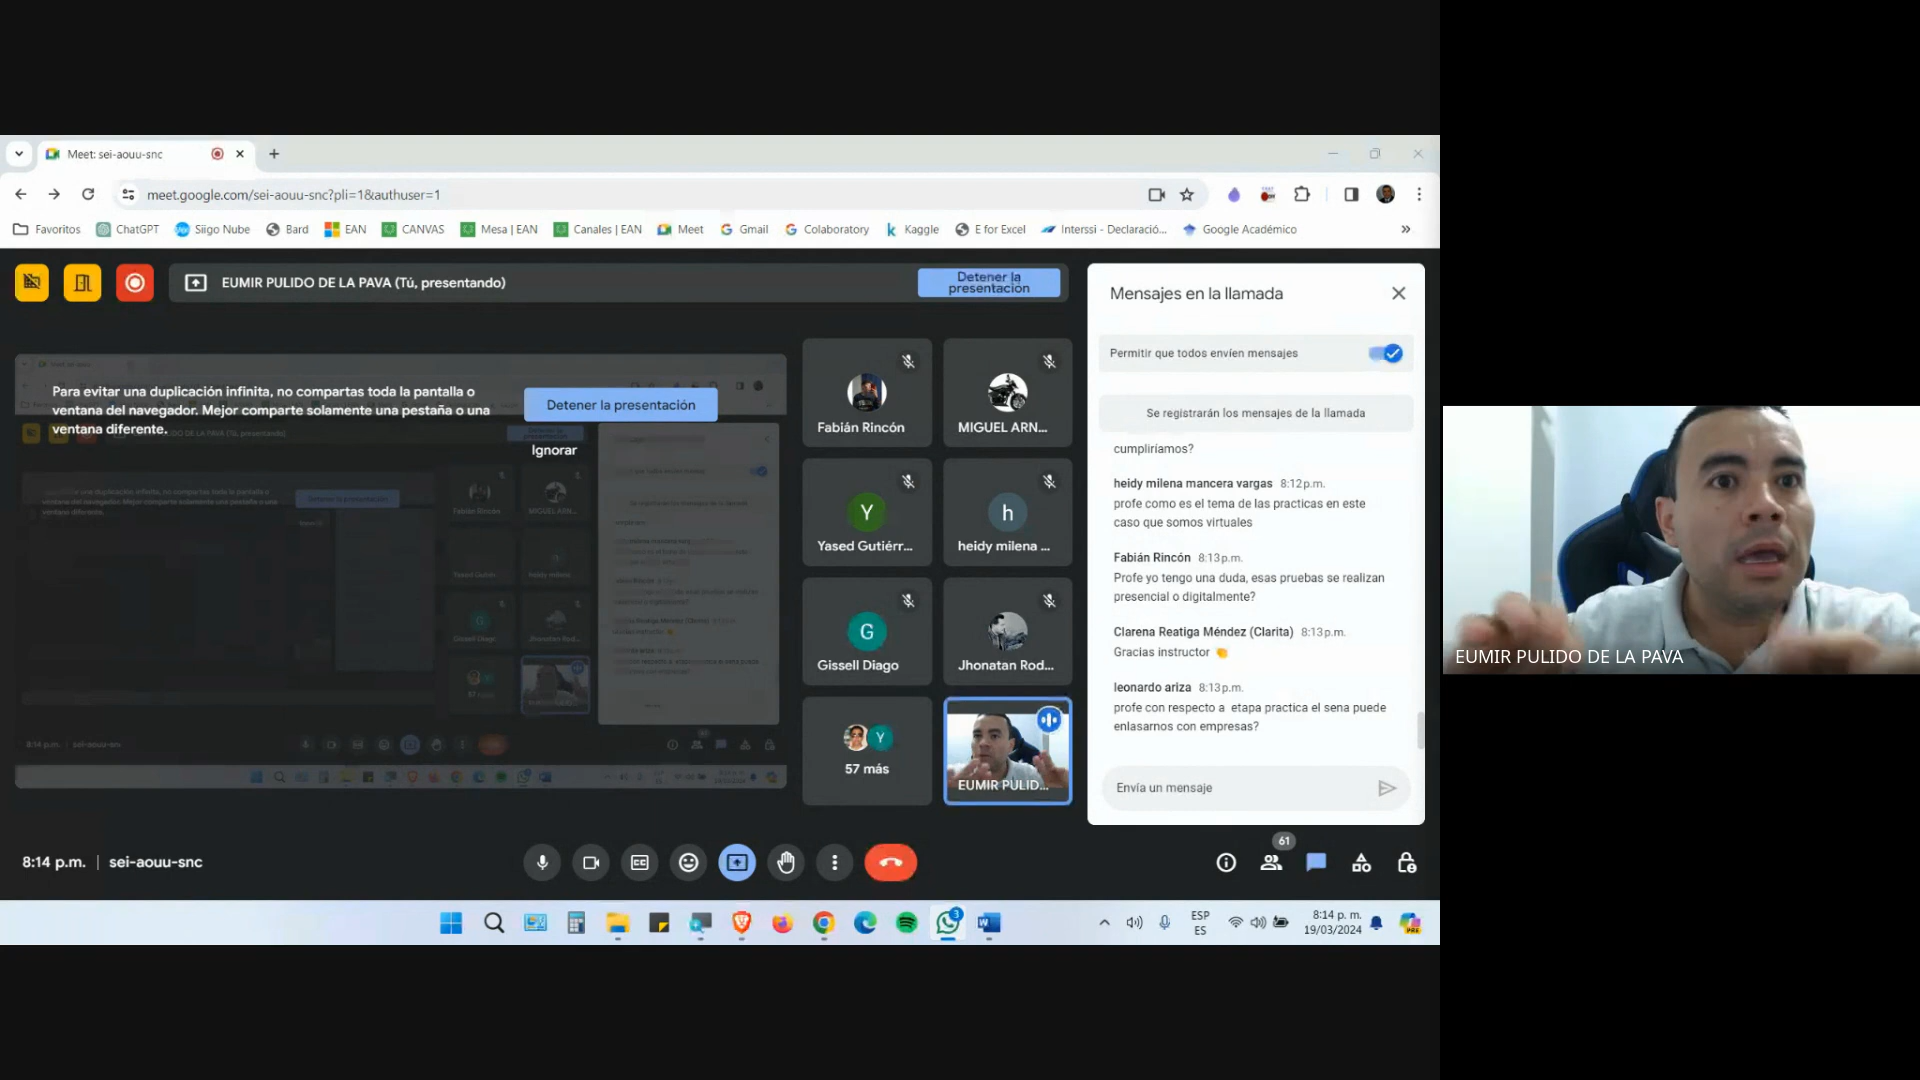 Meet: sei-aouu-snc
meet.google.com/sei-aouu-snc?pli=1&authuser=1
Favoritos ChatGPT Siigo Nube Bard EAN CANVAS Mesa | EAN Canales | EAN Meet Gmail Colaboratory Kaggle E for Excel Interssi - Declaració... Google Académico
EUMIR PULIDO DE LA PAVA (Tú, presentando)
Detener la
presentación
Para evitar una duplicación infinita, no compartas toda la pantalla o
ventana del navegador. Mejor comparte solamente una pestaña o una
ventana diferente.
Detener la presentación
Ignorar
Fabián Rincón
MIGUEL ARN...
Y
Yased Gutiérr...
h
heidy milena ...
G
Gissell Diago
Jhonatan Rod...
Y
57 más
EUMIR PULID...
Mensajes en la llamada
Permitir que todos envíen mensajes
Se registrarán los mensajes de la llamada
cumpliríamos?
heidy milena mancera vargas 8:12 p.m.
profe como es el tema de las practicas en este
caso que somos virtuales
Fabián Rincón 8:13 p.m.
Profe yo tengo una duda, esas pruebas se realizan
presencial o digitalmente?
Clarena Reatiga Méndez (Clarita) 8:13 p.m.
Gracias instructor 👏
leonardo ariza 8:13 p.m.
profe con respecto a etapa practica el sena puede
enlasarnos con empresas?
Envía un mensaje
8:14 p.m. | sei-aouu-snc
61
3
ESP
ES
8:14 p. m.
19/03/2024
PRE
EUMIR PULIDO DE LA PAVA